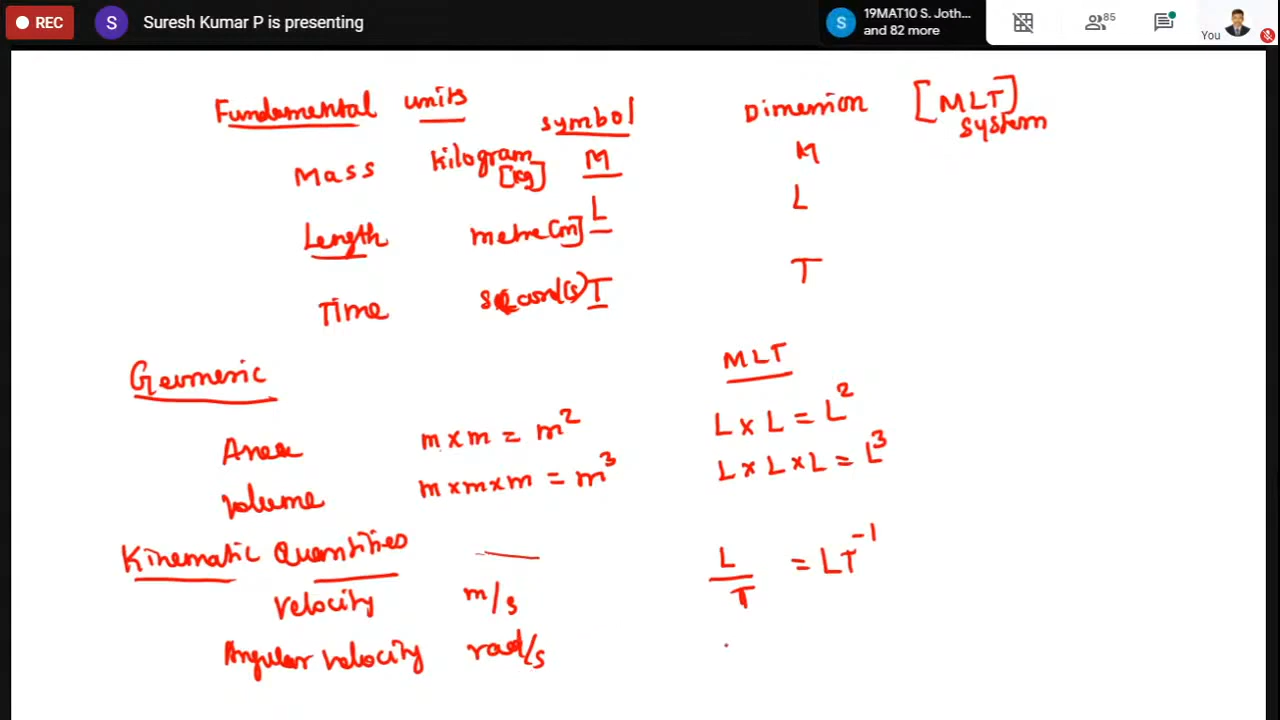 REC
S
Suresh Kumar P is presenting
S
19MAT10 S. Joth...
and 82 more
85
You
Fundamental units symbol Dimension [MLT]
system
Mass kilogram [kg] M M
Length metre [m] L L
Time second(s) T T
Geometric MLT
Area m x m = m² L x L = L²
Volume m x m x m = m³ L x L x L = L³
Kinematic Quantities — L/T = LT⁻¹
Velocity m/s
Angular velocity rad/s